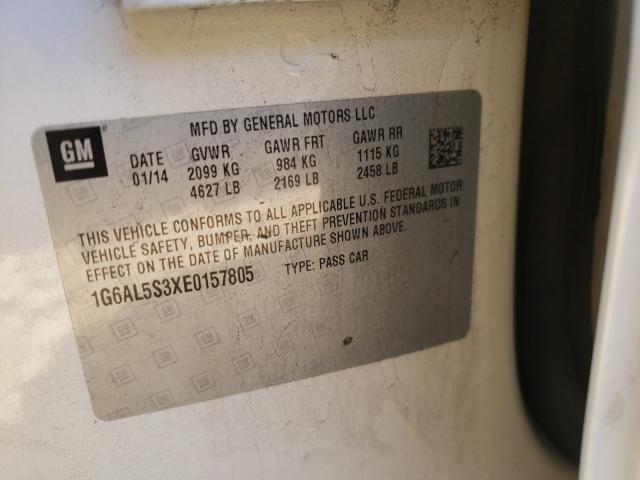 GM
MFD BY GENERAL MOTORS LLC
DATE GVWR GAWR FRT GAWR RR
01/14 2099 KG 984 KG 1115 KG
4627 LB 2169 LB 2458 LB
THIS VEHICLE CONFORMS TO ALL APPLICABLE U.S. FEDERAL MOTOR
VEHICLE SAFETY, BUMPER, AND THEFT PREVENTION STANDARDS IN
EFFECT ON THE DATE OF MANUFACTURE SHOWN ABOVE.
1G6AL5S3XE0157805 TYPE: PASS CAR